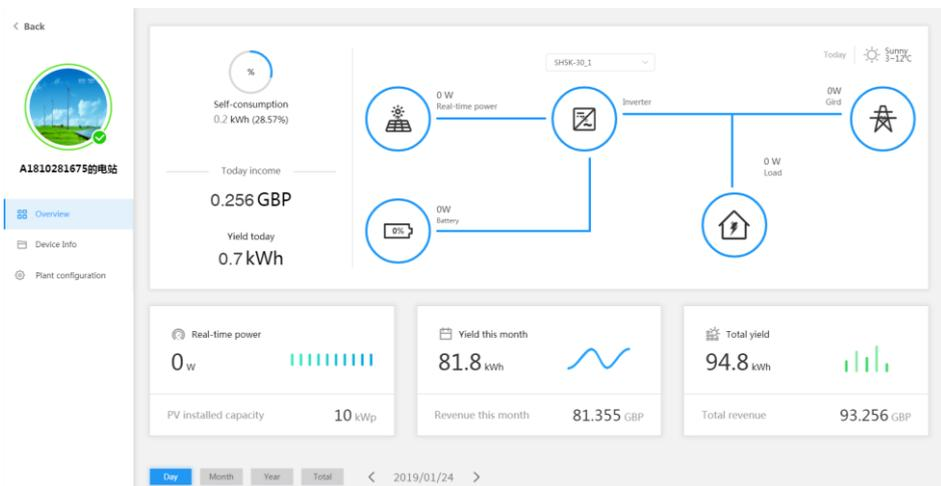 Back
A1810281675的电站
Overview
Device Info
Plant configuration
%
Self-consumption
0.2 kWh (28.57%)
Today income
0.256 GBP
Yield today
0.7 kWh
SH5K-30_1
Today
Sunny
3~12℃
0 W
Real-time power
Inverter
0W
Gird
0 W
Load
0W
Battery
0%
Real-time power
0 W
PV installed capacity 10 kWp
Yield this month
81.8 kWh
Revenue this month 81.355 GBP
Total yield
94.8 kWh
Total revenue 93.256 GBP
Day Month Year Total 2019/01/24